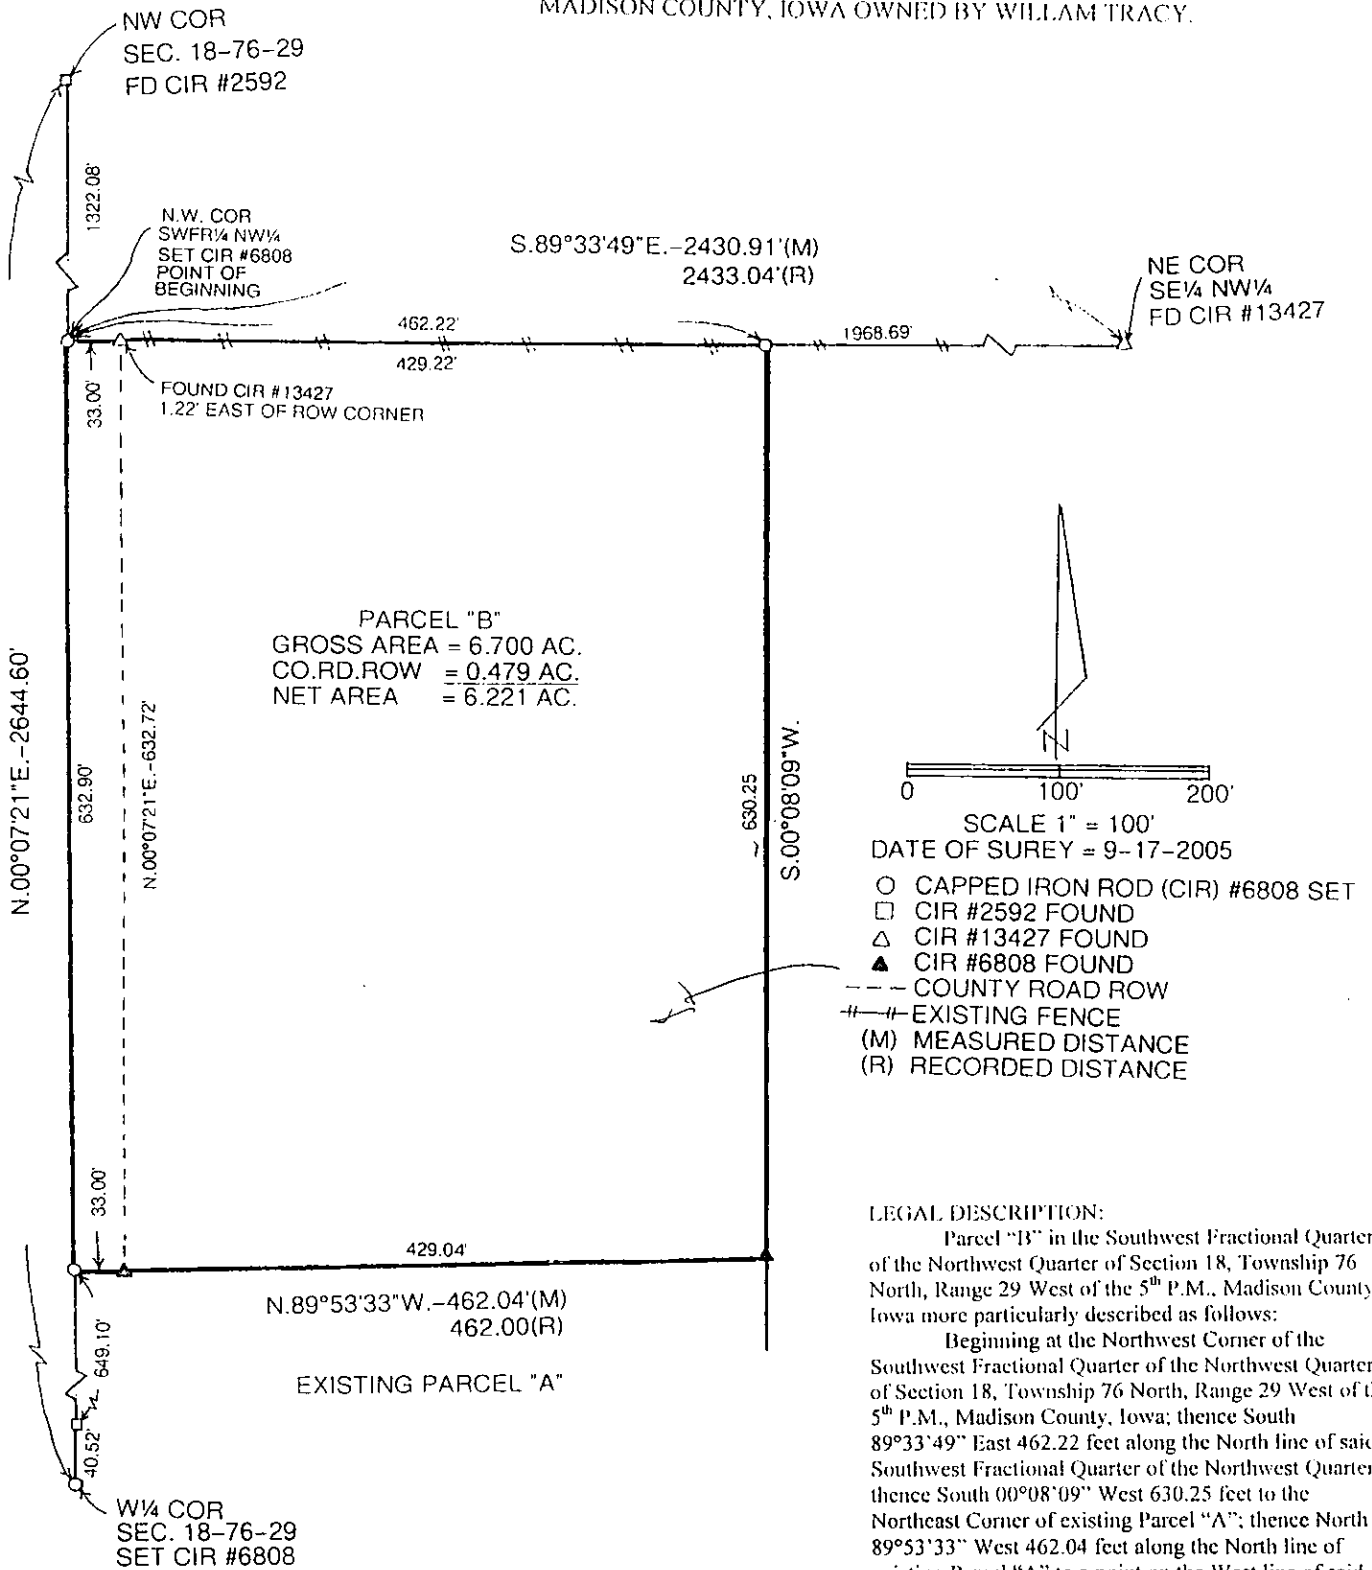 MADISON COUNTY, IOWA OWNED BY WILLAM TRACY.
NW COR
SEC. 18-76-29
FD CIR #2592
1322.08'
N.W. COR
SWFR¼ NW¼
SET CIR #6808
POINT OF
BEGINNING
S.89°33'49"E.-2430.91'(M)
2433.04'(R)
NE COR
SE¼ NW¼
FD CIR #13427
462.22'
1968.69'
429.22'
33.00'
FOUND CIR #13427
1.22' EAST OF ROW CORNER
PARCEL "B"
GROSS AREA = 6.700 AC.
CO.RD.ROW = 0.479 AC.
NET AREA = 6.221 AC.
N.00°07'21"E.-2644.60'
632.90'
N.00°07'21"E.-632.72'
630.25
S.00°08'09"W.
N
0 100' 200'
SCALE 1" = 100'
DATE OF SUREY = 9-17-2005
CAPPED IRON ROD (CIR) #6808 SET
CIR #2592 FOUND
CIR #13427 FOUND
CIR #6808 FOUND
COUNTY ROAD ROW
EXISTING FENCE
(M) MEASURED DISTANCE
(R) RECORDED DISTANCE
33.00'
429.04'
N.89°53'33"W.-462.04'(M)
462.00(R)
649.10'
EXISTING PARCEL "A"
40.52'
W¼ COR
SEC. 18-76-29
SET CIR #6808
LEGAL DESCRIPTION:
Parcel "B" in the Southwest Fractional Quarter
of the Northwest Quarter of Section 18, Township 76
North, Range 29 West of the 5th P.M., Madison County
Iowa more particularly described as follows:
Beginning at the Northwest Corner of the
Southwest Fractional Quarter of the Northwest Quarter
of Section 18, Township 76 North, Range 29 West of
5th P.M., Madison County, Iowa; thence South
89°33'49" East 462.22 feet along the North line of said
Southwest Fractional Quarter of the Northwest Quarter
thence South 00°08'09" West 630.25 feet to the
Northeast Corner of existing Parcel "A"; thence North
89°53'33" West 462.04 feet along the North line of
existing Parcel "A" to a point on the West line of said